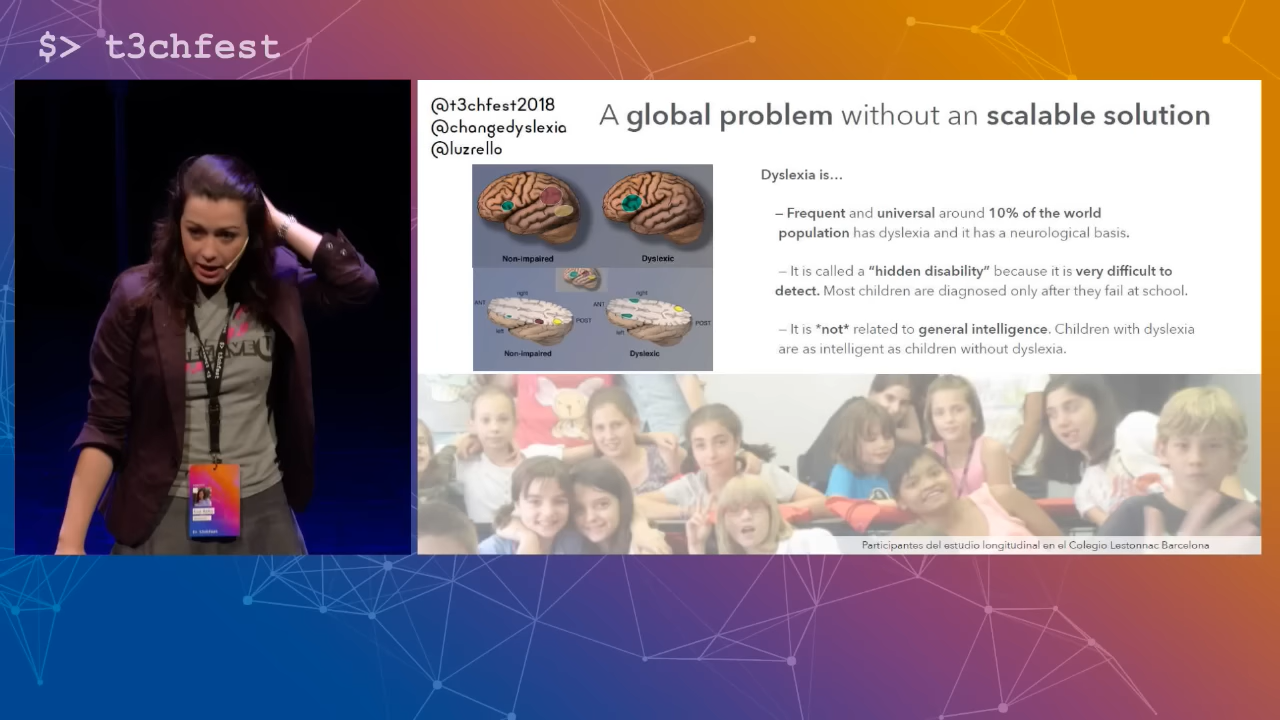 $> t3chfest
@t3chfest2018
@changedyslexia
@luzrello
A global problem without an scalable solution
Dyslexia is...
– Frequent and universal around 10% of the world
population has dyslexia and it has a neurological basis.
– It is called a “hidden disability” because it is very difficult to
detect. Most children are diagnosed only after they fail at school.
– It is *not* related to general intelligence. Children with dyslexia
are as intelligent as children without dyslexia.
Non-impaired
Dyslexic
right
right
ANT
ANT
POST
POST
left
left
Non-impaired
Dyslexic
Participantes del estudio longitudinal en el Colegio Lestonnac Barcelona